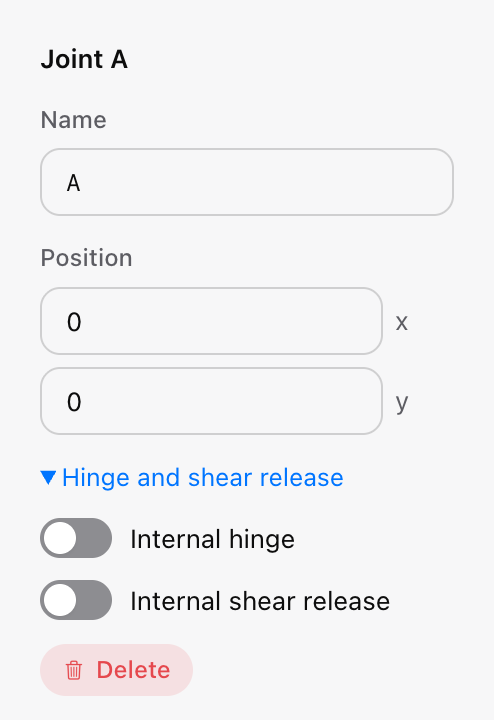 Joint A
Name
A
Position
0 x
0 y
Hinge and shear release
Internal hinge
Internal shear release
Delete